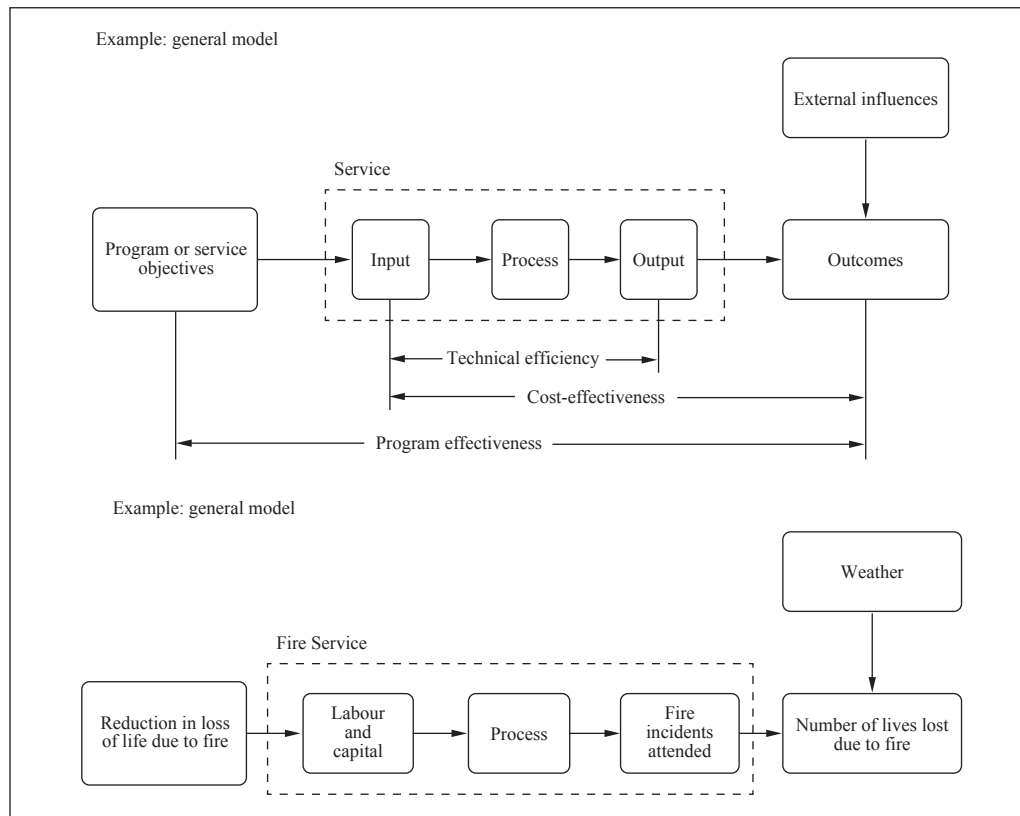 Example: general model
External influences
Service
Program or service
objectives
Input
Process
Output
Outcomes
Technical efficiency
Cost-effectiveness
Program effectiveness
Example: general model
Weather
Fire Service
Reduction in loss
of life due to fire
Labour
and
capital
Process
Fire
incidents
attended
Number of lives lost
due to fire